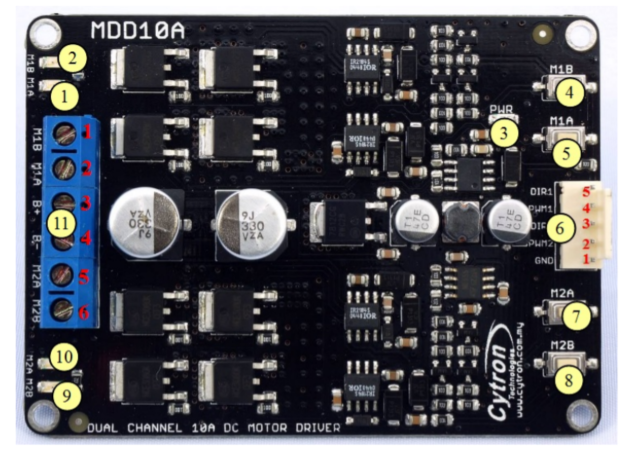 MDD10A
M1B
M1A
2
1
M1B
M1A
B+
B-
M2A
M2B
1
2
3
4
5
6
11
M2A
M2B
10
9
VZA
330
9J
9J
330
VZA
PWR
3
M1B
4
M1A
5
DIR1
PWM1
DIR
PWM2
GND
5
4
3
2
1
6
M2A
7
M2B
8
Cytron
Technologies
www.cytron.com.my
DUAL CHANNEL 10A DC MOTOR DRIVER